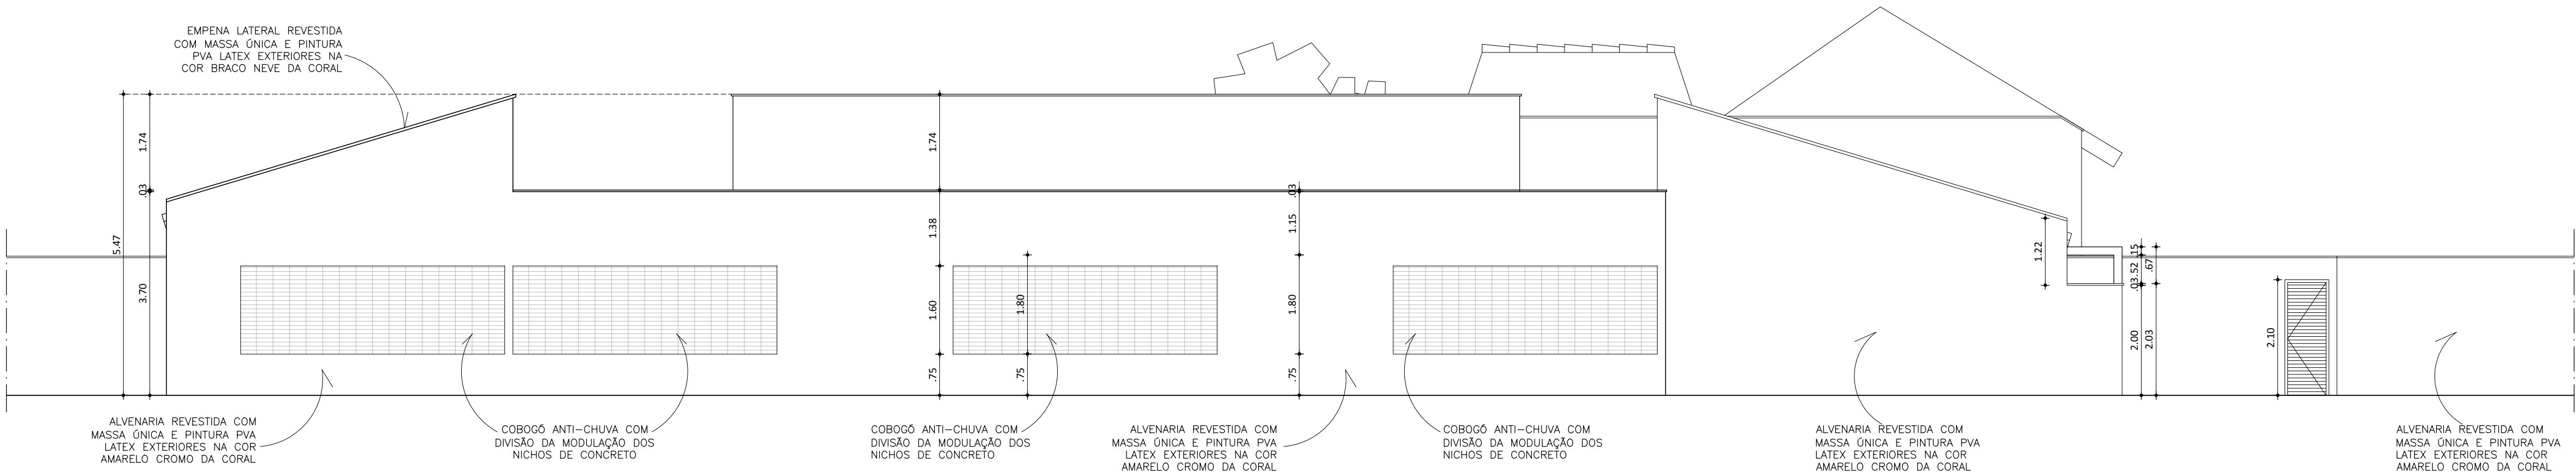 EMPENA LATERAL REVESTIDA
COM MASSA ÚNICA E PINTURA
PVA LATEX EXTERIORES NA
COR BRACO NEVE DA CORAL
1.74
.03
5.47
3.70
1.74
1.38
1.60
.75
1.80
.75
.03
1.15
1.80
.75
1.22
.15
.52
.03
2.00
.67
2.03
2.10
ALVENARIA REVESTIDA COM
MASSA ÚNICA E PINTURA PVA
LATEX EXTERIORES NA COR
AMARELO CROMO DA CORAL
COBOGÓ ANTI-CHUVA COM
DIVISÃO DA MODULAÇÃO DOS
NICHOS DE CONCRETO
COBOGÓ ANTI-CHUVA COM
DIVISÃO DA MODULAÇÃO DOS
NICHOS DE CONCRETO
ALVENARIA REVESTIDA COM
MASSA ÚNICA E PINTURA PVA
LATEX EXTERIORES NA COR
AMARELO CROMO DA CORAL
COBOGÓ ANTI-CHUVA COM
DIVISÃO DA MODULAÇÃO DOS
NICHOS DE CONCRETO
ALVENARIA REVESTIDA COM
MASSA ÚNICA E PINTURA PVA
LATEX EXTERIORES NA COR
AMARELO CROMO DA CORAL
ALVENARIA REVESTIDA COM
MASSA ÚNICA E PINTURA PVA
LATEX EXTERIORES NA COR
AMARELO CROMO DA CORAL